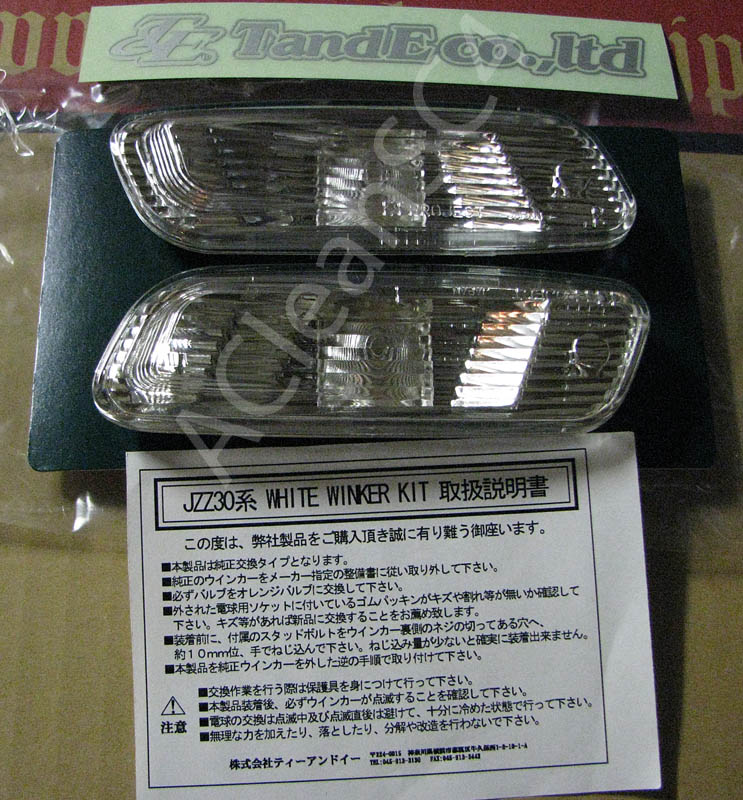 TandE co.,ltd
PROJECT
ACleanSC4
JZZ30系 WHITE WINKER KIT 取扱説明書
この度は、弊社製品をご購入頂き誠に有り難う御座います。
■本製品は純正交換タイプとなります。
■純正のウインカーをメーカー指定の整備書に従い取り外して下さい。
■必ずバルブをオレンジバルブに交換して下さい。
■外された電球用ソケットに付いているゴムパッキンがキズや割れ等が無いか確認して
下さい。キズ等があれば新品に交換することをお薦め致します。
■装着前に、付属のスタッドボルトをウインカー裏側のネジの切ってある穴へ、
約10mm位、手でねじ込んで下さい。ねじ込み量が少ないと確実に装着出来ません。
■本製品を純正ウインカーを外した逆の手順で取り付けて下さい。
■交換作業を行う際は保護具を身につけて行って下さい。
■本製品装着後、必ずウインカーが点滅することを確認して下さい。
注意 ■電球の交換は点滅中及び点滅直後は避けて、十分に冷めた状態で行って下さい。
■無理な力を加えたり、落としたり、分解や改造を行わないで下さい。
株式会社ティーアンドイー